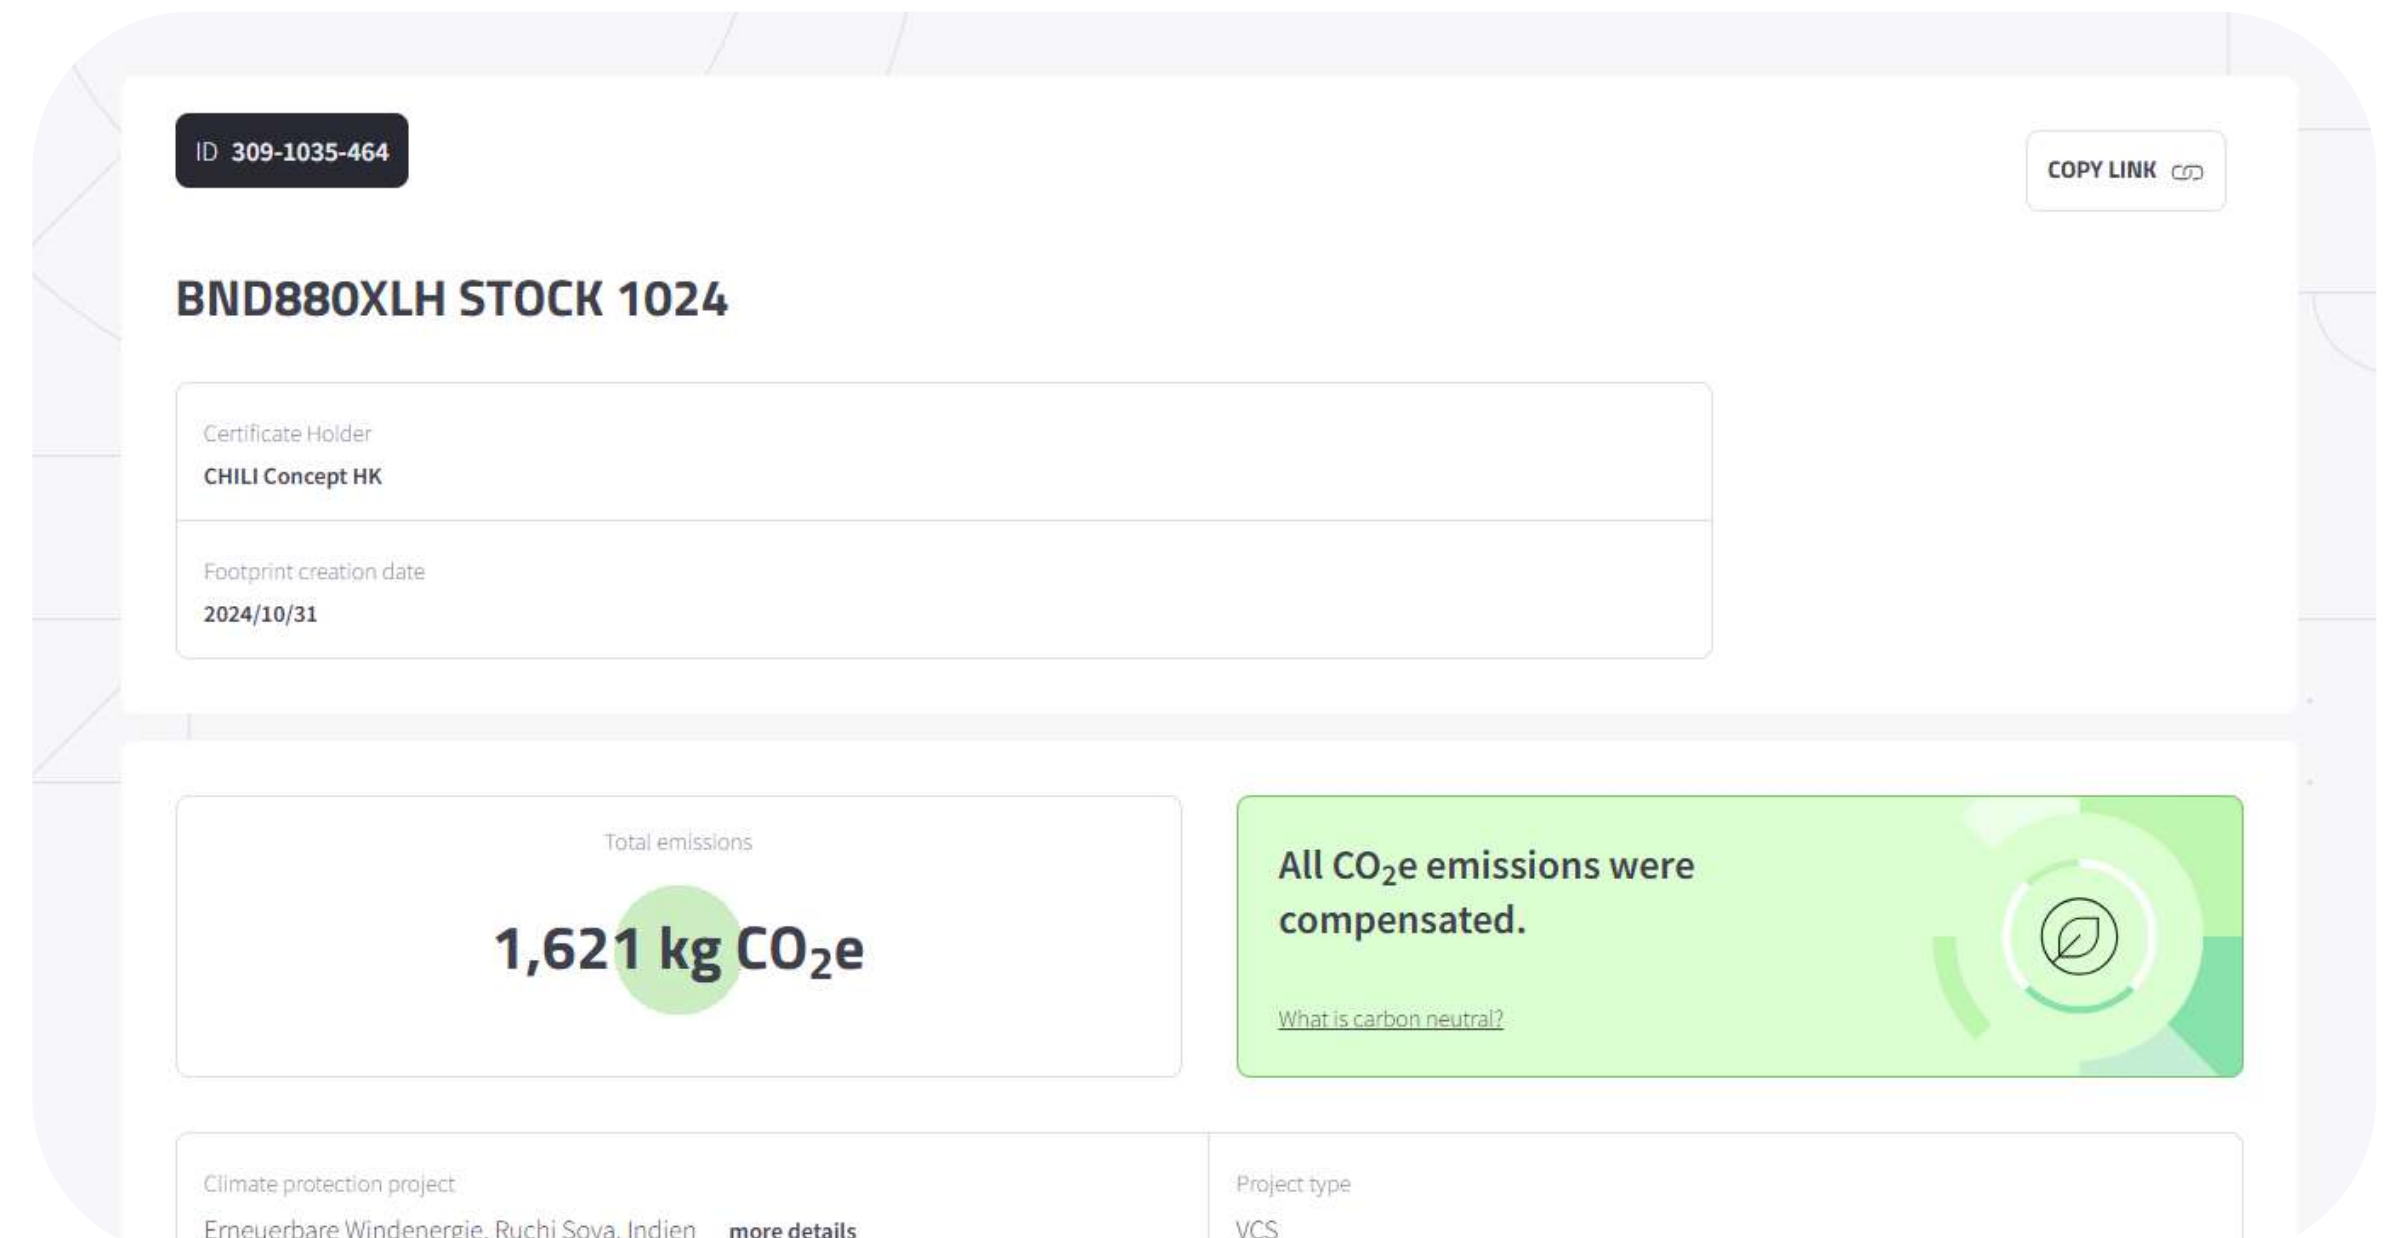 ID 309-1035-464
COPY LINK
BND880XLH STOCK 1024
Certificate Holder
CHILI Concept HK
Footprint creation date
2024/10/31
Total emissions
1,621 kg CO₂e
All CO₂e emissions were
compensated.
What is carbon neutral?
Climate protection project
Erneuerbare Windenergie, Ruchi Soya, Indien more details
Project type
VCS